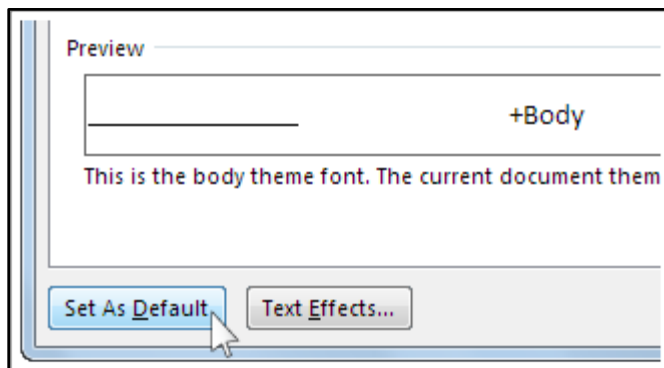 Preview
+Body
This is the body theme font. The current document them
Set As Default
Text Effects...